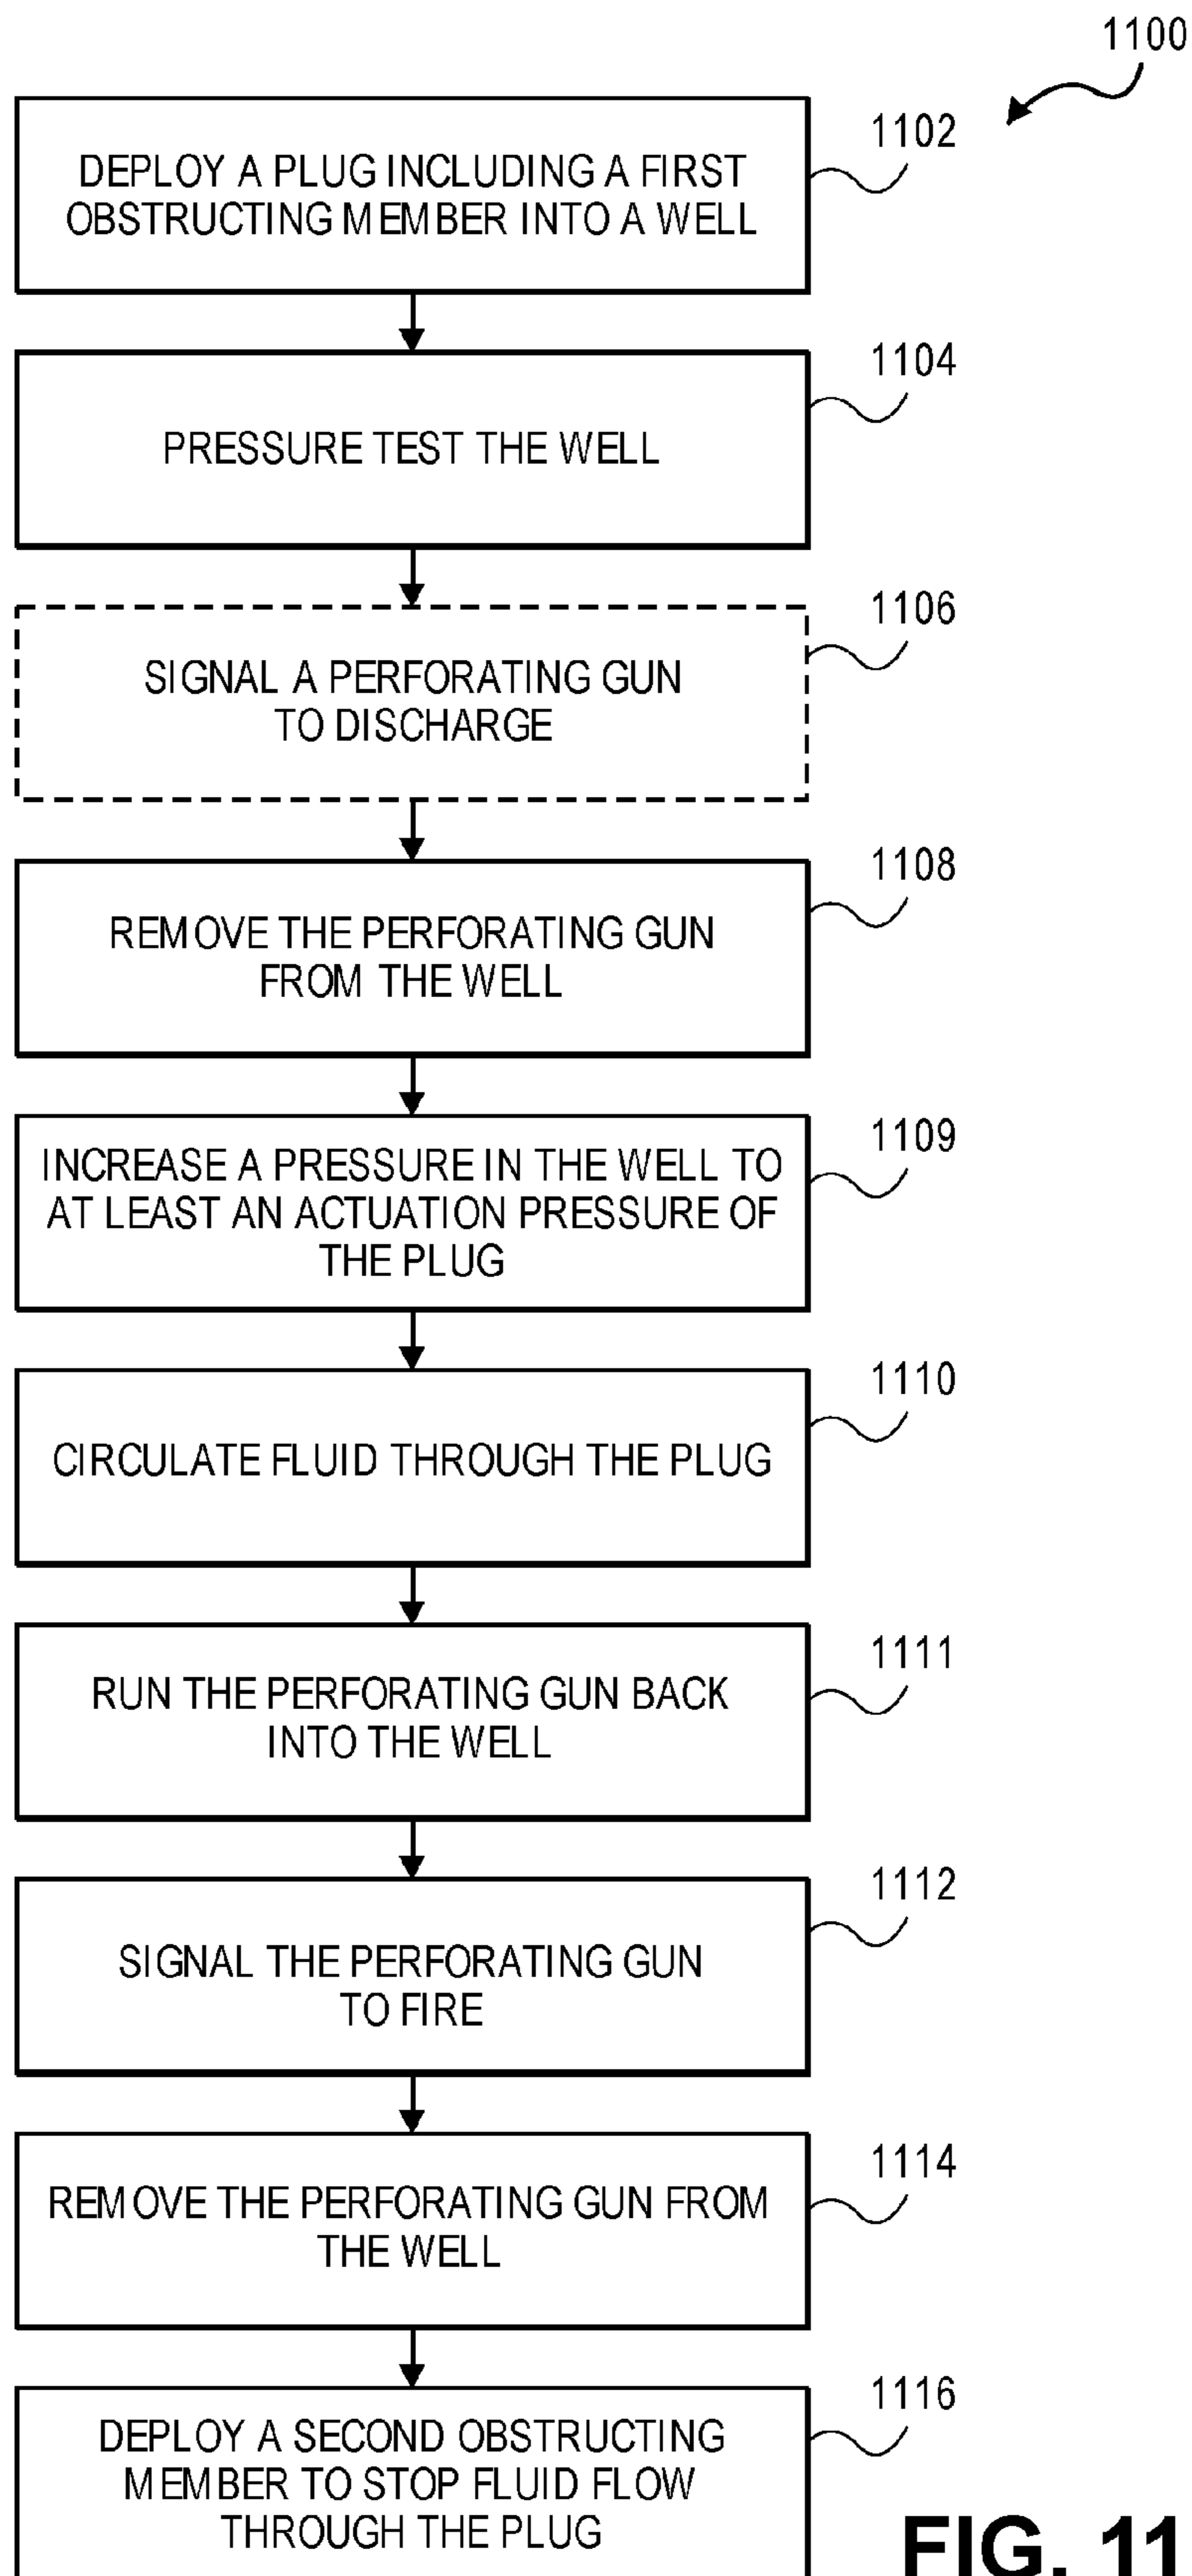 1100
1102
DEPLOY A PLUG INCLUDING A FIRST
OBSTRUCTING MEMBER INTO A WELL
1104
PRESSURE TEST THE WELL
1106
SIGNAL A PERFORATING GUN
TO DISCHARGE
1108
REMOVE THE PERFORATING GUN
FROM THE WELL
1109
INCREASE A PRESSURE IN THE WELL TO
AT LEAST AN ACTUATION PRESSURE OF
THE PLUG
1110
CIRCULATE FLUID THROUGH THE PLUG
1111
RUN THE PERFORATING GUN BACK
INTO THE WELL
1112
SIGNAL THE PERFORATING GUN
TO FIRE
1114
REMOVE THE PERFORATING GUN FROM
THE WELL
1116
DEPLOY A SECOND OBSTRUCTING
MEMBER TO STOP FLUID FLOW
THROUGH THE PLUG
FIG. 11